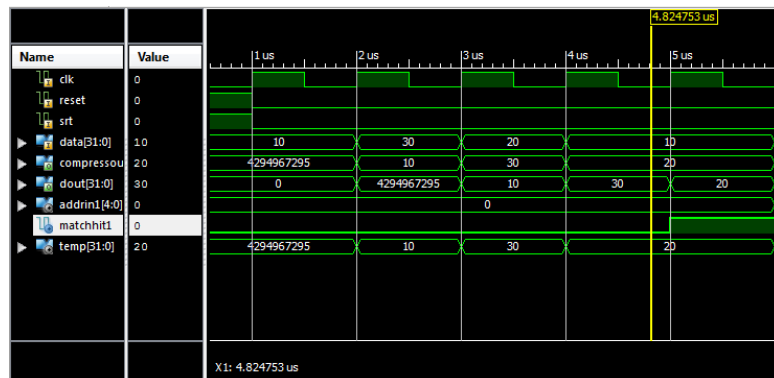 4.824753 us
Name Value 1 us 2 us 3 us 4 us 5 us
clk 0
reset 0
srt 0
data[31:0] 10 10 30 20 10
compressou 20 4294967295 10 30 20
dout[31:0] 30 0 4294967295 10 30 20
addrin1[4:0] 0 0
matchhit1 0
temp[31:0] 20 4294967295 10 30 20
X1: 4.824753 us